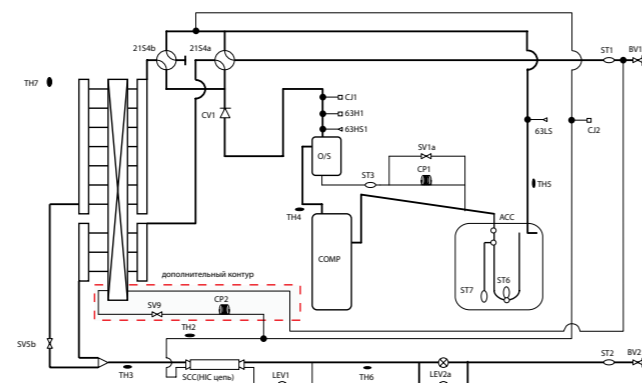 21S4b
21S4a
ST1
BV1
TH7
CJ1
CV1
63H1
63HS1
63LS
CJ2
O/S
SV1a
ST3
CP1
TH5
TH4
ACC
COMP
дополнительный контур
ST7
ST6
SV9
CP2
SV5b
TH2
ST2
BV2
TH3
SCC(HIC цепь)
LEV1
TH6
LEV2a